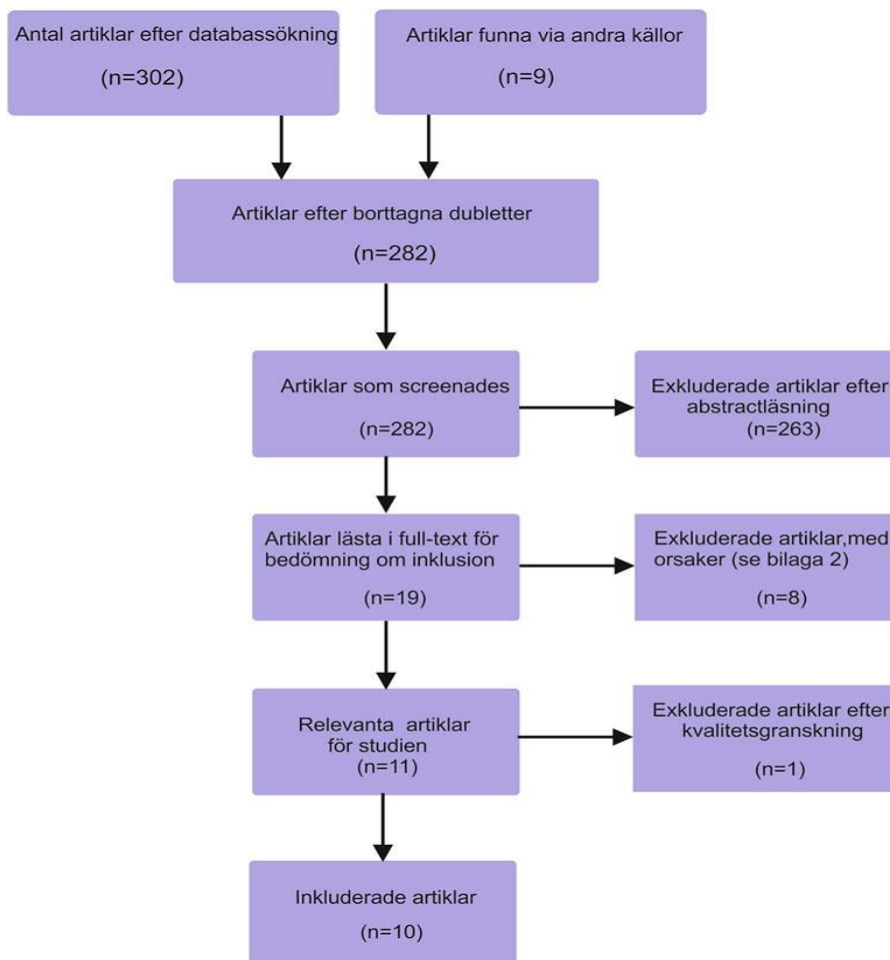 Antal artiklar efter databassökning
(n=302)
Artiklar funna via andra källor
(n=9)
Artiklar efter borttagna dubletter
(n=282)
Artiklar som screenades
(n=282)
Exkluderade artiklar efter
abstractläsning
(n=263)
Artiklar lästa i full-text för
bedömning om inklusion
(n=19)
Exkluderade artiklar,med
orsaker (se bilaga 2)
(n=8)
Relevanta artiklar
för studien
(n=11)
Exkluderade artiklar efter
kvalitetsgranskning
(n=1)
Inkluderade artiklar
(n=10)